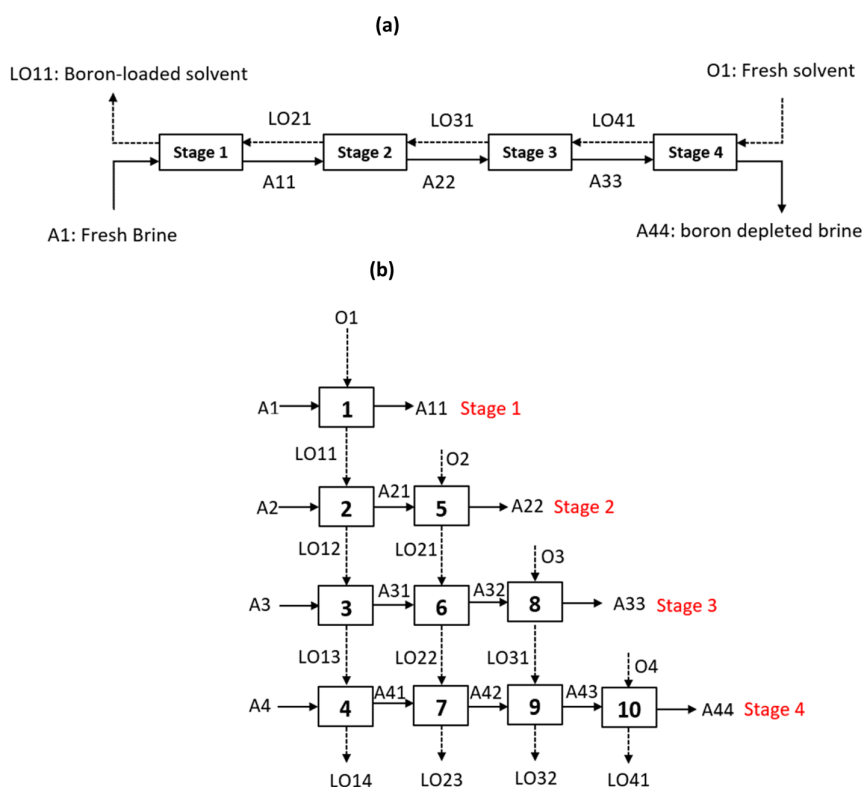 (a)
LO11: Boron-loaded solvent
O1: Fresh solvent
LO21
LO31
LO41
Stage 1
Stage 2
Stage 3
Stage 4
A11
A22
A33
A1: Fresh Brine
A44: boron depleted brine
(b)
O1
A1
1
A11
Stage 1
LO11
O2
A2
2
A21
5
A22
Stage 2
LO12
LO21
O3
A3
3
A31
6
A32
8
A33
Stage 3
LO13
LO22
LO31
O4
A4
4
A41
7
A42
9
A43
10
A44
Stage 4
LO14
LO23
LO32
LO41